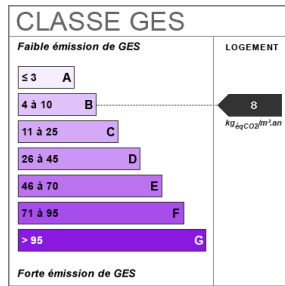 CLASSE GES
Faible émission de GES
LOGEMENT
≤ 3 A
4 à 10 B
8
kgéqCO2/m².an
11 à 25 C
26 à 45 D
46 à 70 E
71 à 95 F
> 95 G
Forte émission de GES